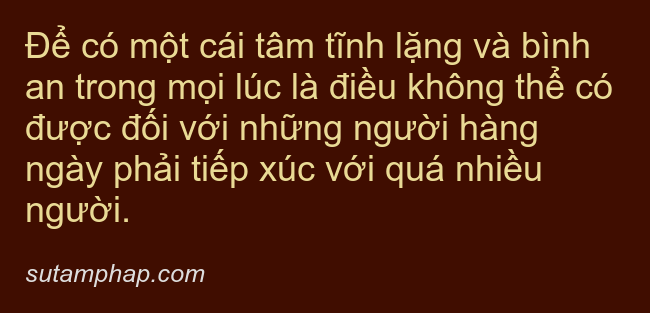 Để có một cái tâm tĩnh lặng và bình
an trong mọi lúc là điều không thể có
được đối với những người hàng
ngày phải tiếp xúc với quá nhiều
người.
sutamphap.com